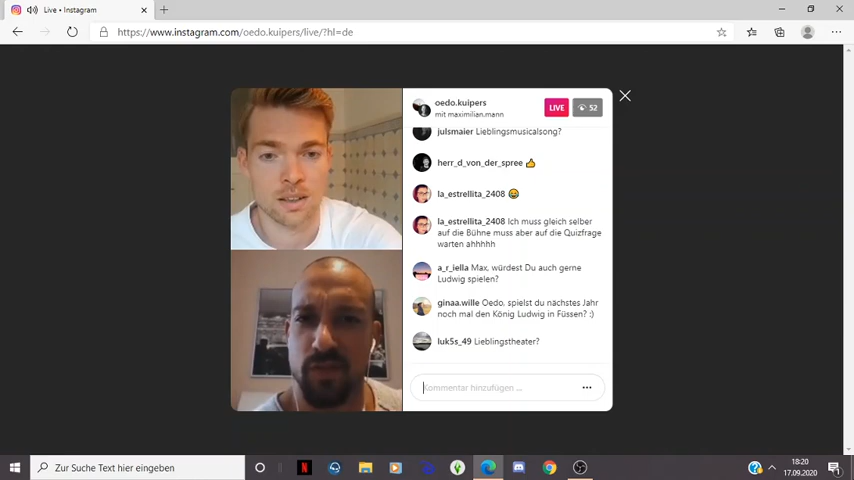 Live • Instagram
https://www.instagram.com/oedo.kuipers/live/?hl=de
oedo.kuipers
mit maximilian.mann
LIVE
52
julsmaier Lieblingsmusicalsong?
herr_d_von_der_spree 👍
la_estrellita_2408 😂
la_estrellita_2408 Ich muss gleich selber
auf die Bühne muss aber auf die Quizfrage
warten ahhhhh
a_r_iella Max, würdest Du auch gerne
Ludwig spielen?
ginaa.wille Oedo, spielst du nächstes Jahr
noch mal den König Ludwig in Füssen? :)
luk5s_49 Lieblingstheater?
Kommentar hinzufügen ...
Zur Suche Text hier eingeben
18:20
17.09.2020